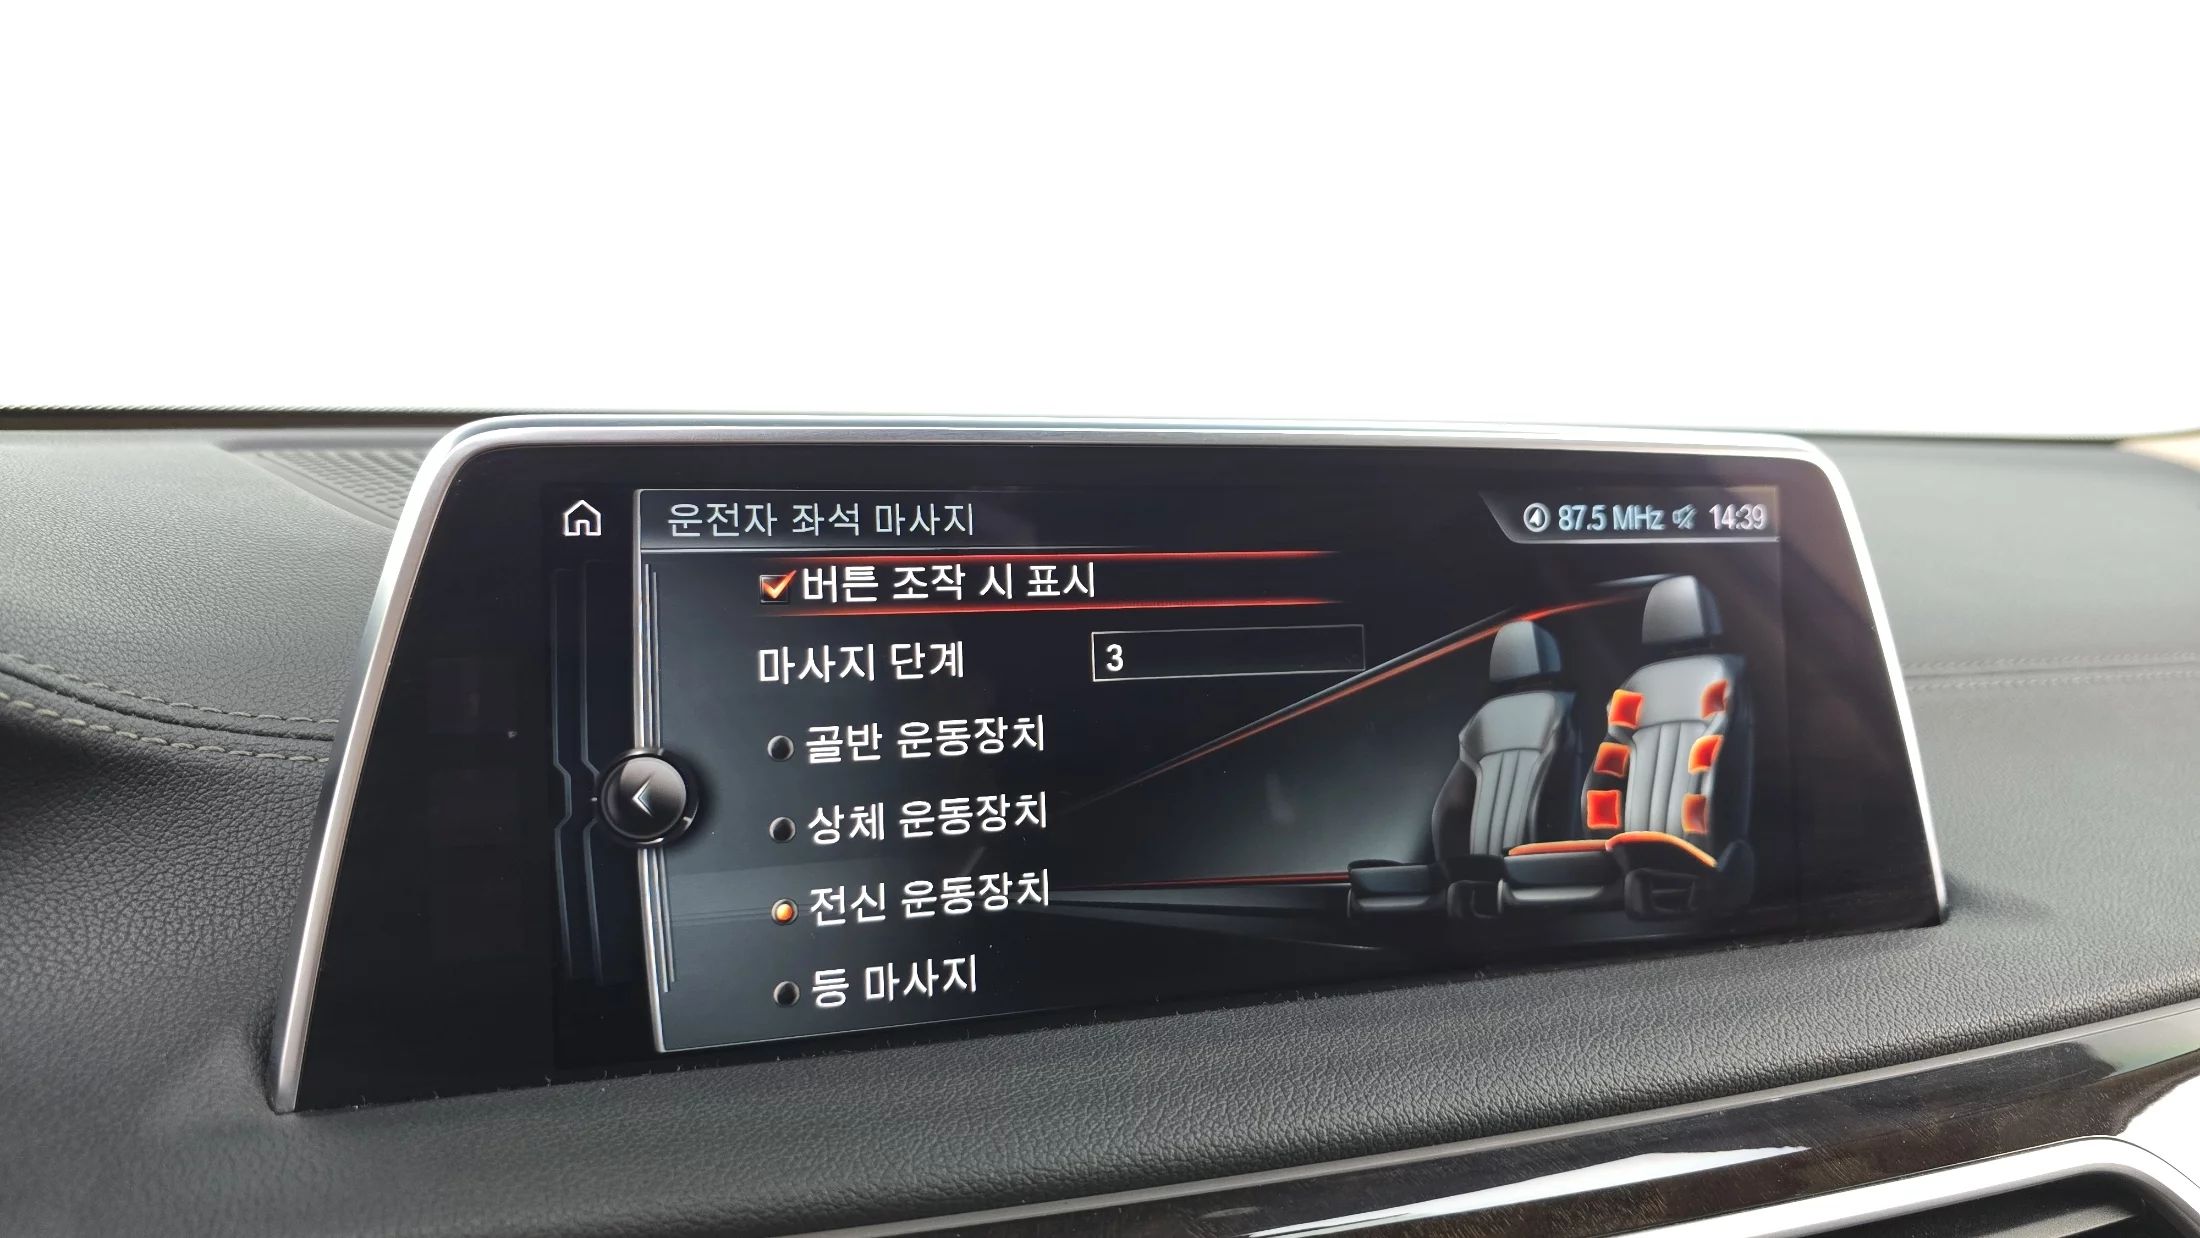 운전자 좌석 마사지
87.5 MHz 14:39
버튼 조작 시 표시
마사지 단계 3
골반 운동장치
상체 운동장치
전신 운동장치
등 마사지